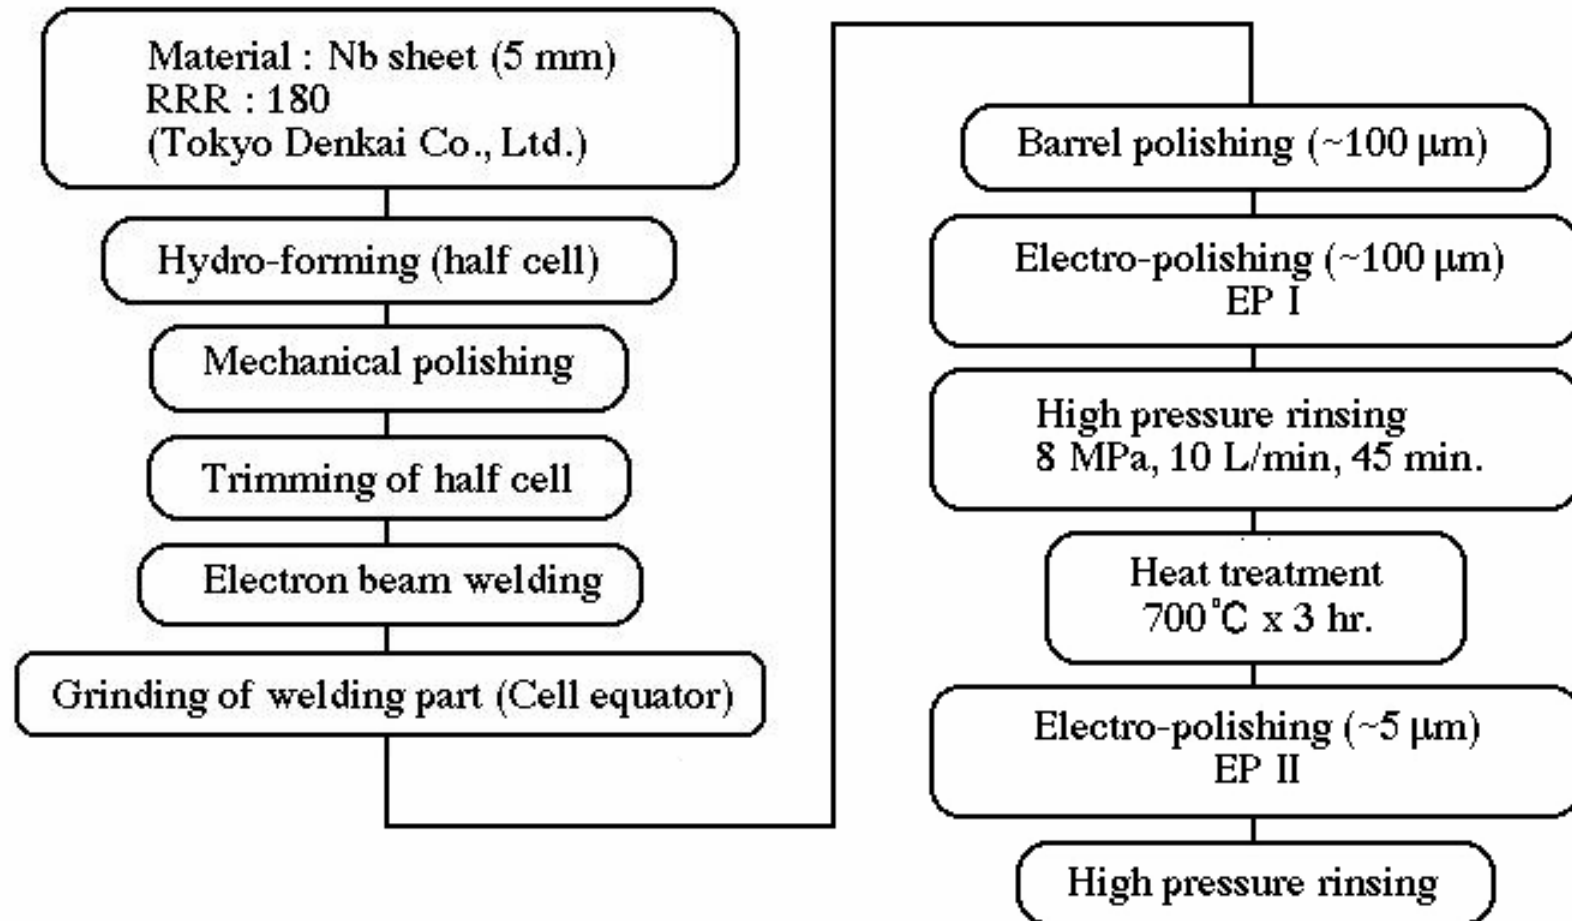 Material : Nb sheet (5 mm)
RRR : 180
(Tokyo Denkai Co., Ltd.)
Hydro-forming (half cell)
Mechanical polishing
Trimming of half cell
Electron beam welding
Grinding of welding part (Cell equator)
Barrel polishing (~100 μm)
Electro-polishing (~100 μm)
EP I
High pressure rinsing
8 MPa, 10 L/min, 45 min.
Heat treatment
700℃ x 3 hr.
Electro-polishing (~5 μm)
EP II
High pressure rinsing